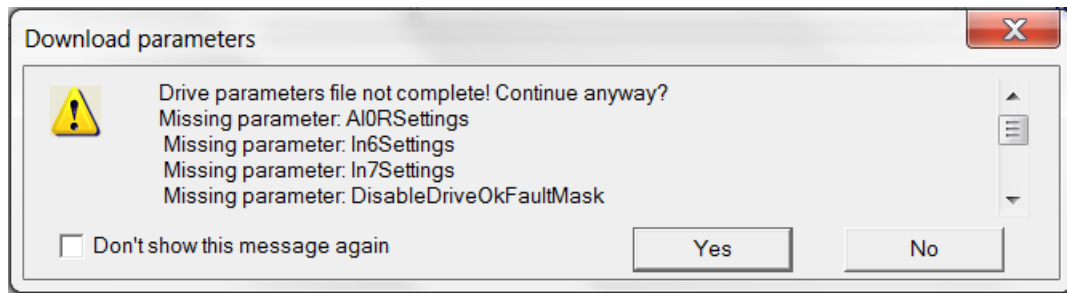 Download parameters
Drive parameters file not complete! Continue anyway?
Missing parameter: AI0RSettings
Missing parameter: In6Settings
Missing parameter: In7Settings
Missing parameter: DisableDriveOkFaultMask
Don't show this message again
Yes
No